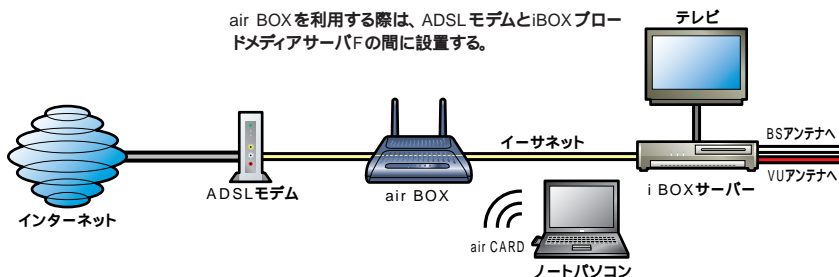 air BOXを利用する際は、ADSLモデムとiBOXブロー
ドメディアサーバFの間に設置する。
テレビ
イーサネット
BSアンテナへ
VUアンテナへ
ADSLモデム
air BOX
i BOXサーバー
インターネット
air CARD
ノートパソコン